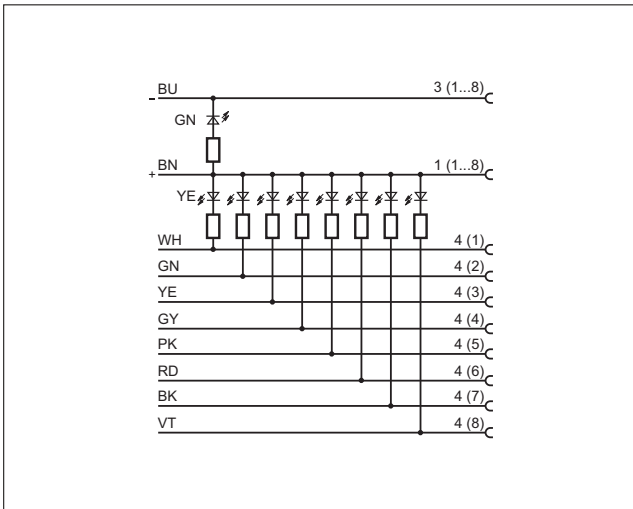 BU 3 (1...8)
-
GN
BN 1 (1...8)
+
YE
WH 4 (1)
GN 4 (2)
YE 4 (3)
GY 4 (4)
PK 4 (5)
RD 4 (6)
BK 4 (7)
VT 4 (8)